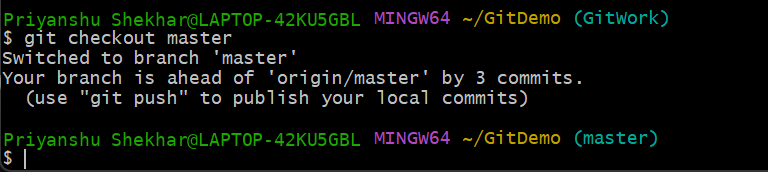 Priyanshu Shekhar@LAPTOP-42KU5GBL MINGW64 ~/GitDemo (GitWork)
$ git checkout master
Switched to branch 'master'
Your branch is ahead of 'origin/master' by 3 commits.
  (use "git push" to publish your local commits)

Priyanshu Shekhar@LAPTOP-42KU5GBL MINGW64 ~/GitDemo (master)
$